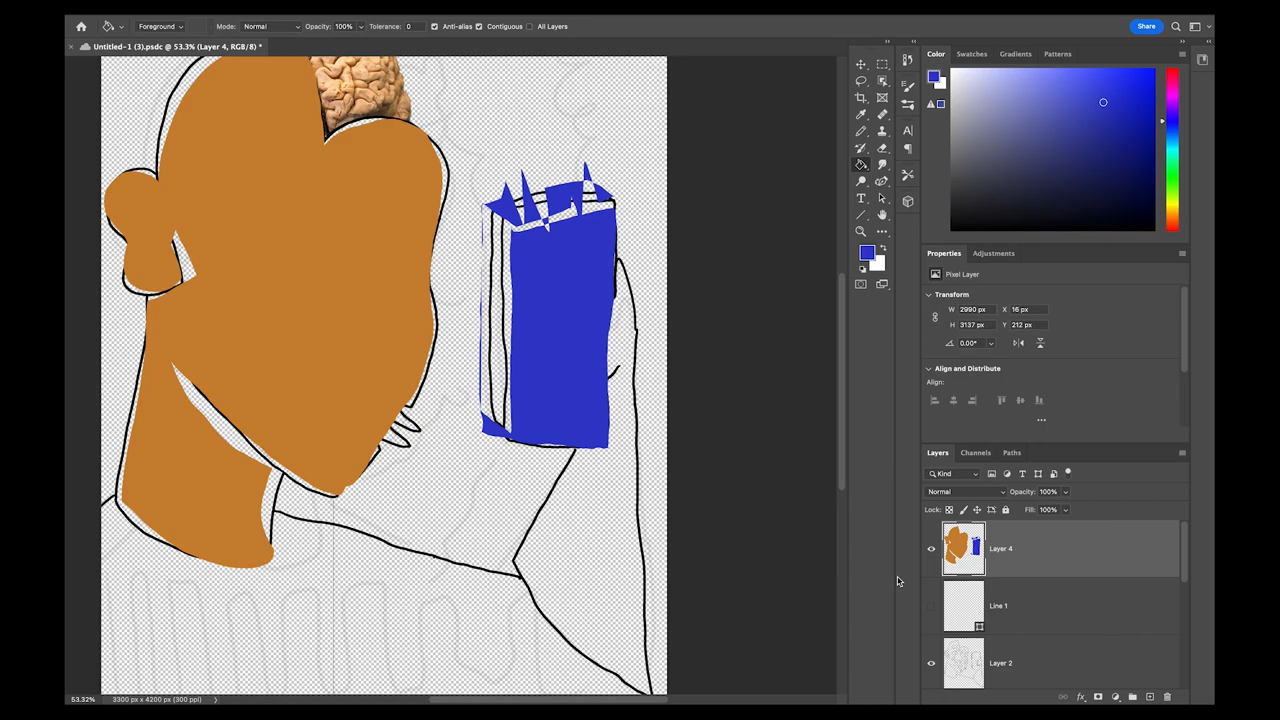 Foreground Mode: Normal Opacity: 100% Tolerance: 0 Anti-alias Contiguous All Layers Share
× Untitled-1 (3).psdc @ 53.3% (Layer 4, RGB/8) *
Color Swatches Gradients Patterns
Properties Adjustments
Pixel Layer
Transform
W 2990 px X 16 px
H 3137 px Y 212 px
0.00°
Align and Distribute
Align:
•••
Layers Channels Paths
Kind
Normal Opacity: 100%
Lock: Fill: 100%
Layer 4
Line 1
Layer 2
53.32% 3300 px x 4200 px (300 ppi)